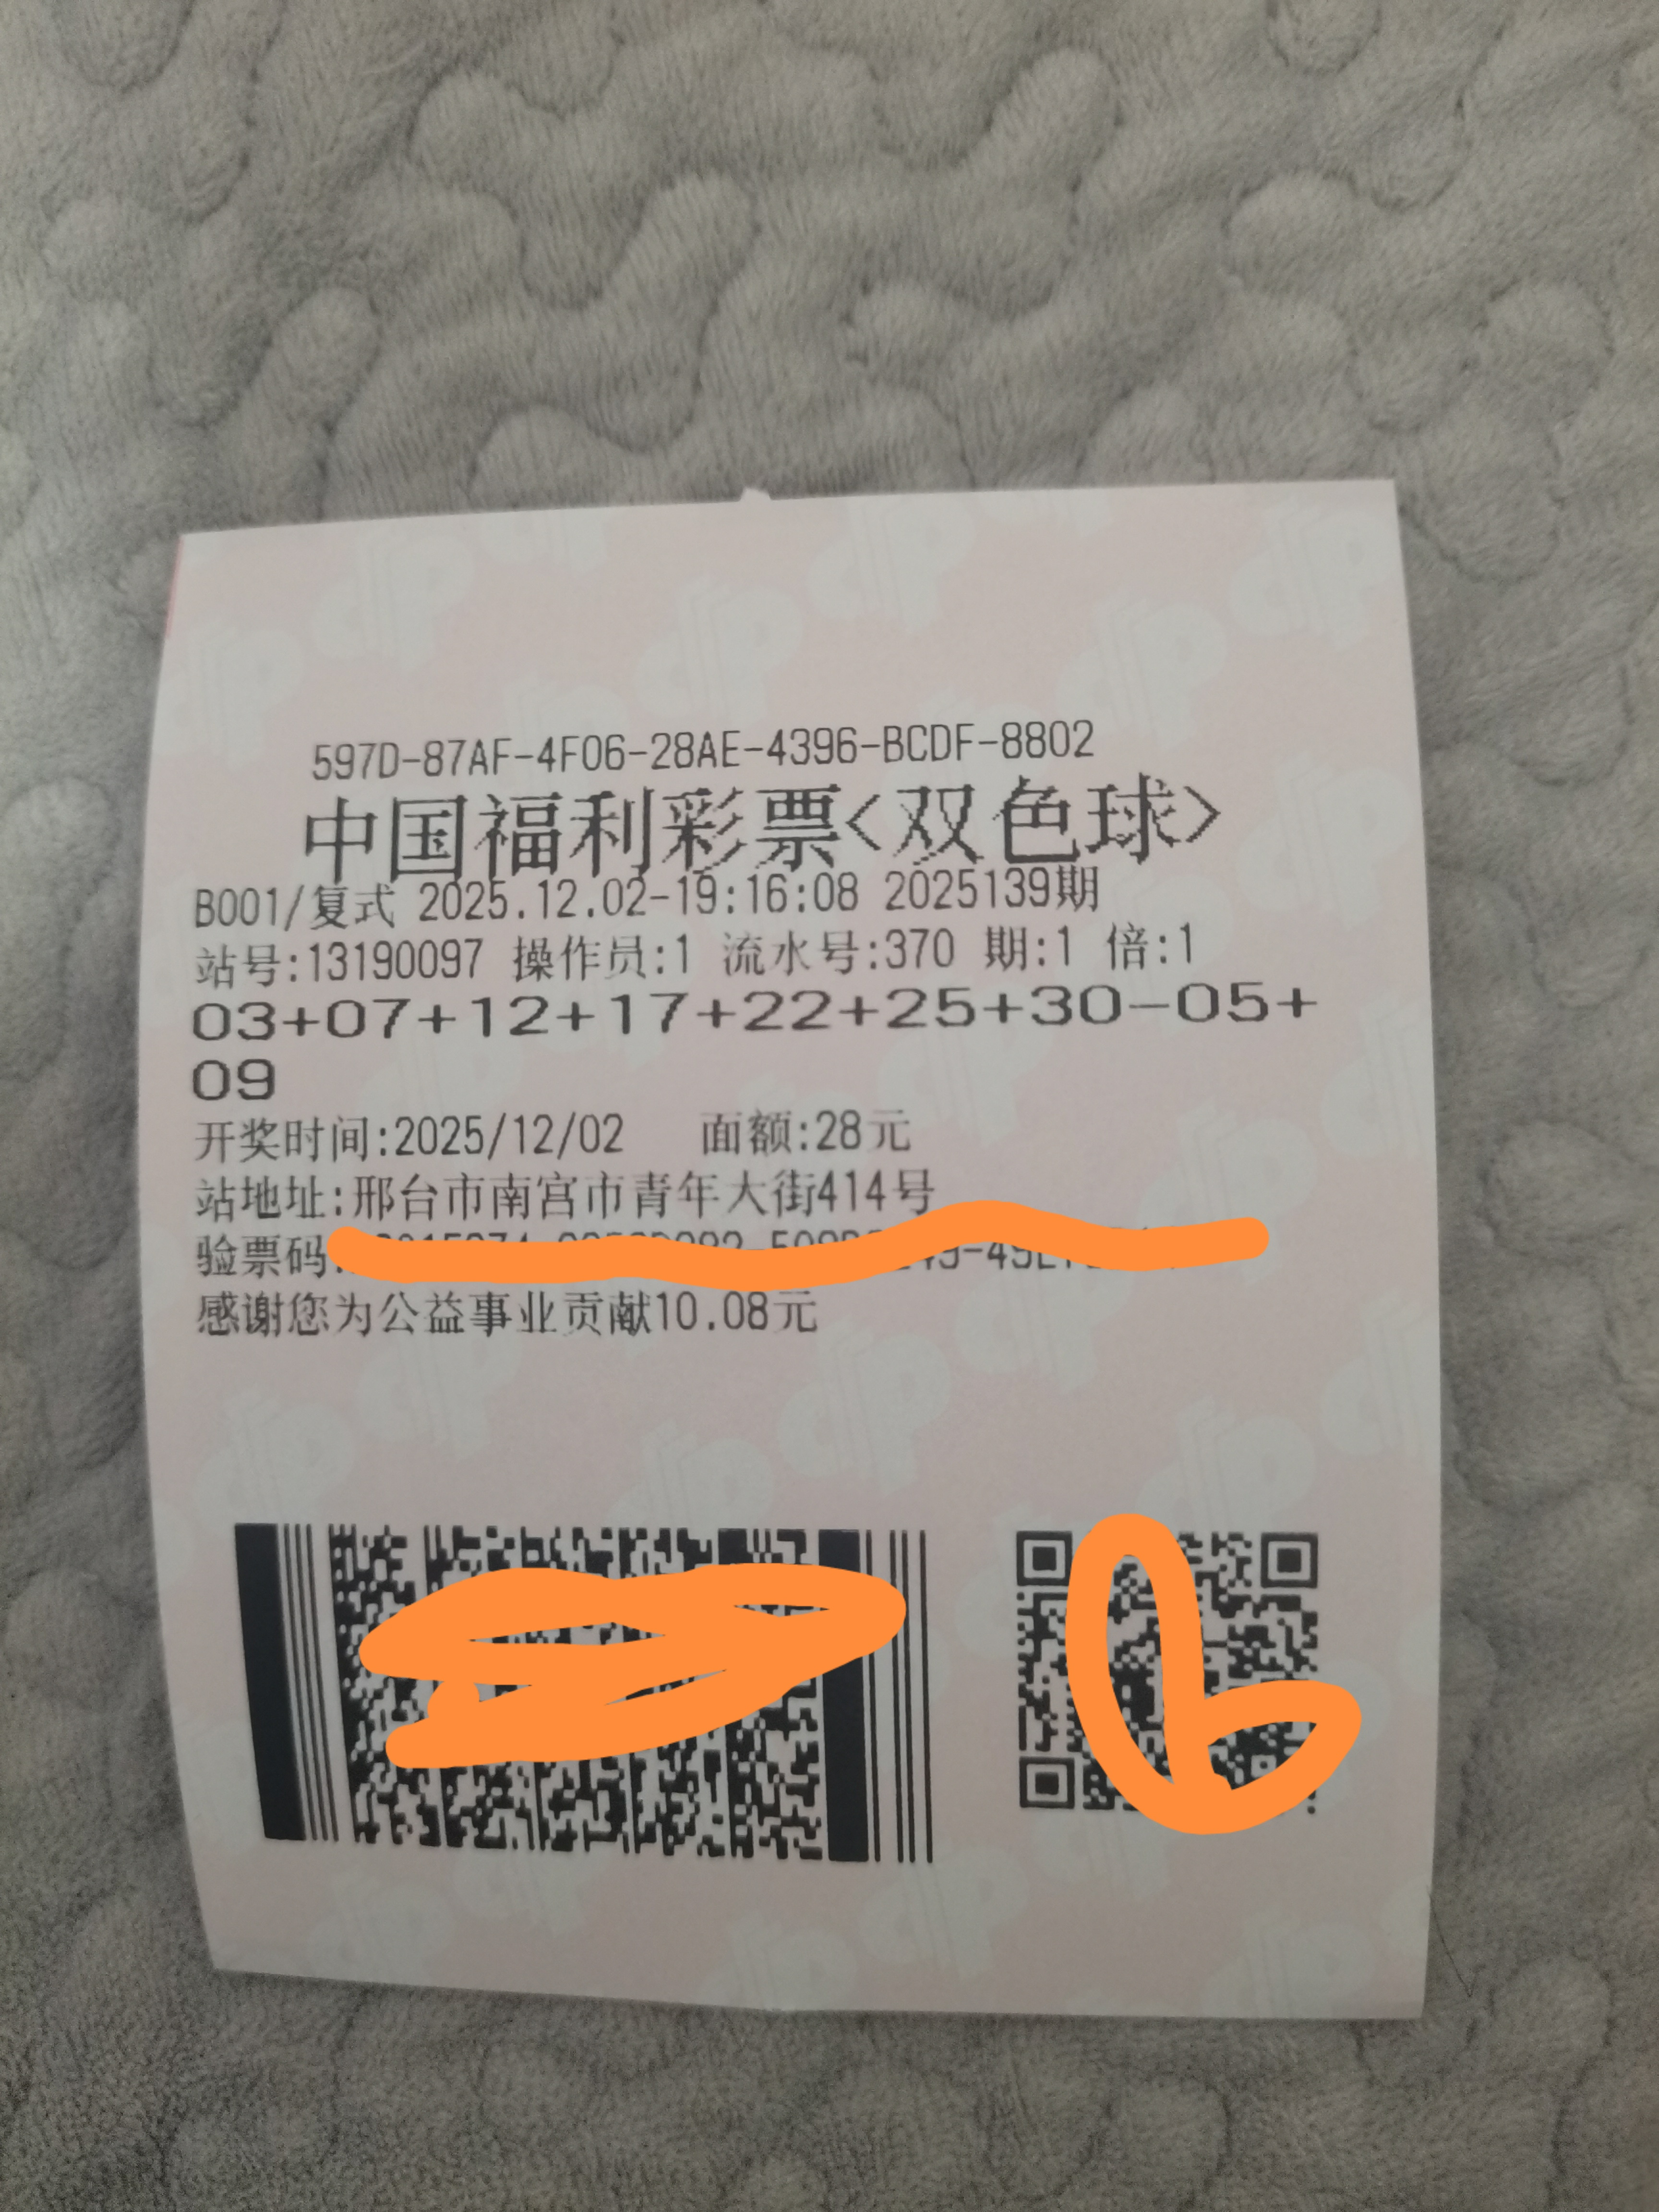 597D-87AF-4F06-28AE-4396-BCDF-8802
中国福利彩票<双色球>
B001/复式 2025.12.02-19:16:08 2025139期
站号:13190097 操作员:1 流水号:370 期:1 倍:1
03+07+12+17+22+25+30-05+
09
开奖时间:2025/12/02 面额:28元
站地址:邢台市南宫市青年大街414号
验票码:
感谢您为公益事业贡献10.08元